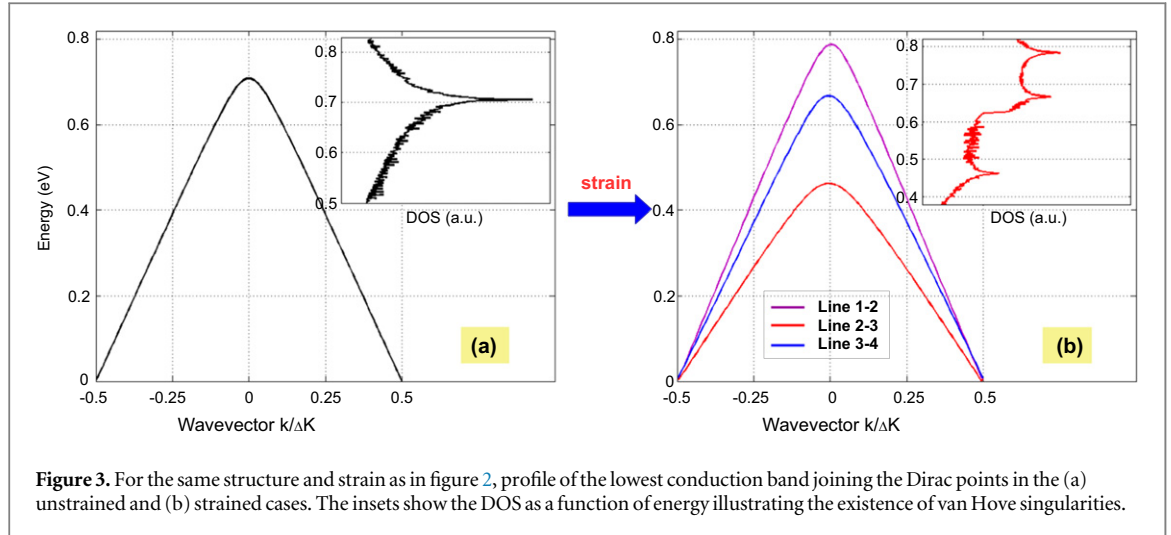 0.8
0.6
0.4
0.2
0
Energy (eV)
-0.5
-0.25
0
0.25
0.5
Wavevector k/ΔK
0.8
0.7
0.6
0.5
DOS (a.u.)
(a)
strain
0.8
0.6
0.4
0.2
0
-0.5
-0.25
0
0.25
0.5
Wavevector k/ΔK
0.8
0.7
0.6
0.5
0.4
DOS (a.u.)
Line 1-2
Line 2-3
Line 3-4
(b)
Figure 3. For the same structure and strain as in figure 2, profile of the lowest conduction band joining the Dirac points in the (a)
unstrained and (b) strained cases. The insets show the DOS as a function of energy illustrating the existence of van Hove singularities.